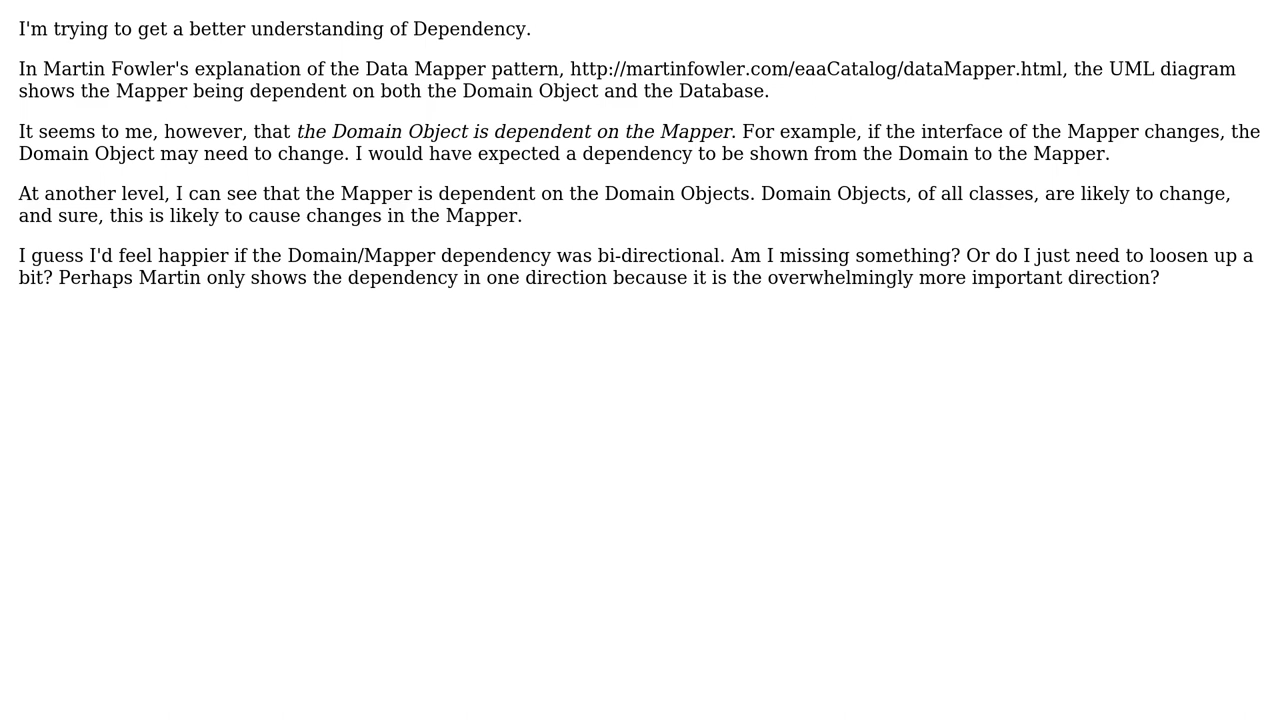 I'm trying to get a better understanding of Dependency.
In Martin Fowler's explanation of the Data Mapper pattern, http://martinfowler.com/eaaCatalog/dataMapper.html, the UML diagram
shows the Mapper being dependent on both the Domain Object and the Database.
It seems to me, however, that the Domain Object is dependent on the Mapper. For example, if the interface of the Mapper changes, the
Domain Object may need to change. I would have expected a dependency to be shown from the Domain to the Mapper.
At another level, I can see that the Mapper is dependent on the Domain Objects. Domain Objects, of all classes, are likely to change,
and sure, this is likely to cause changes in the Mapper.
I guess I'd feel happier if the Domain/Mapper dependency was bi-directional. Am I missing something? Or do I just need to loosen up a
bit? Perhaps Martin only shows the dependency in one direction because it is the overwhelmingly more important direction?